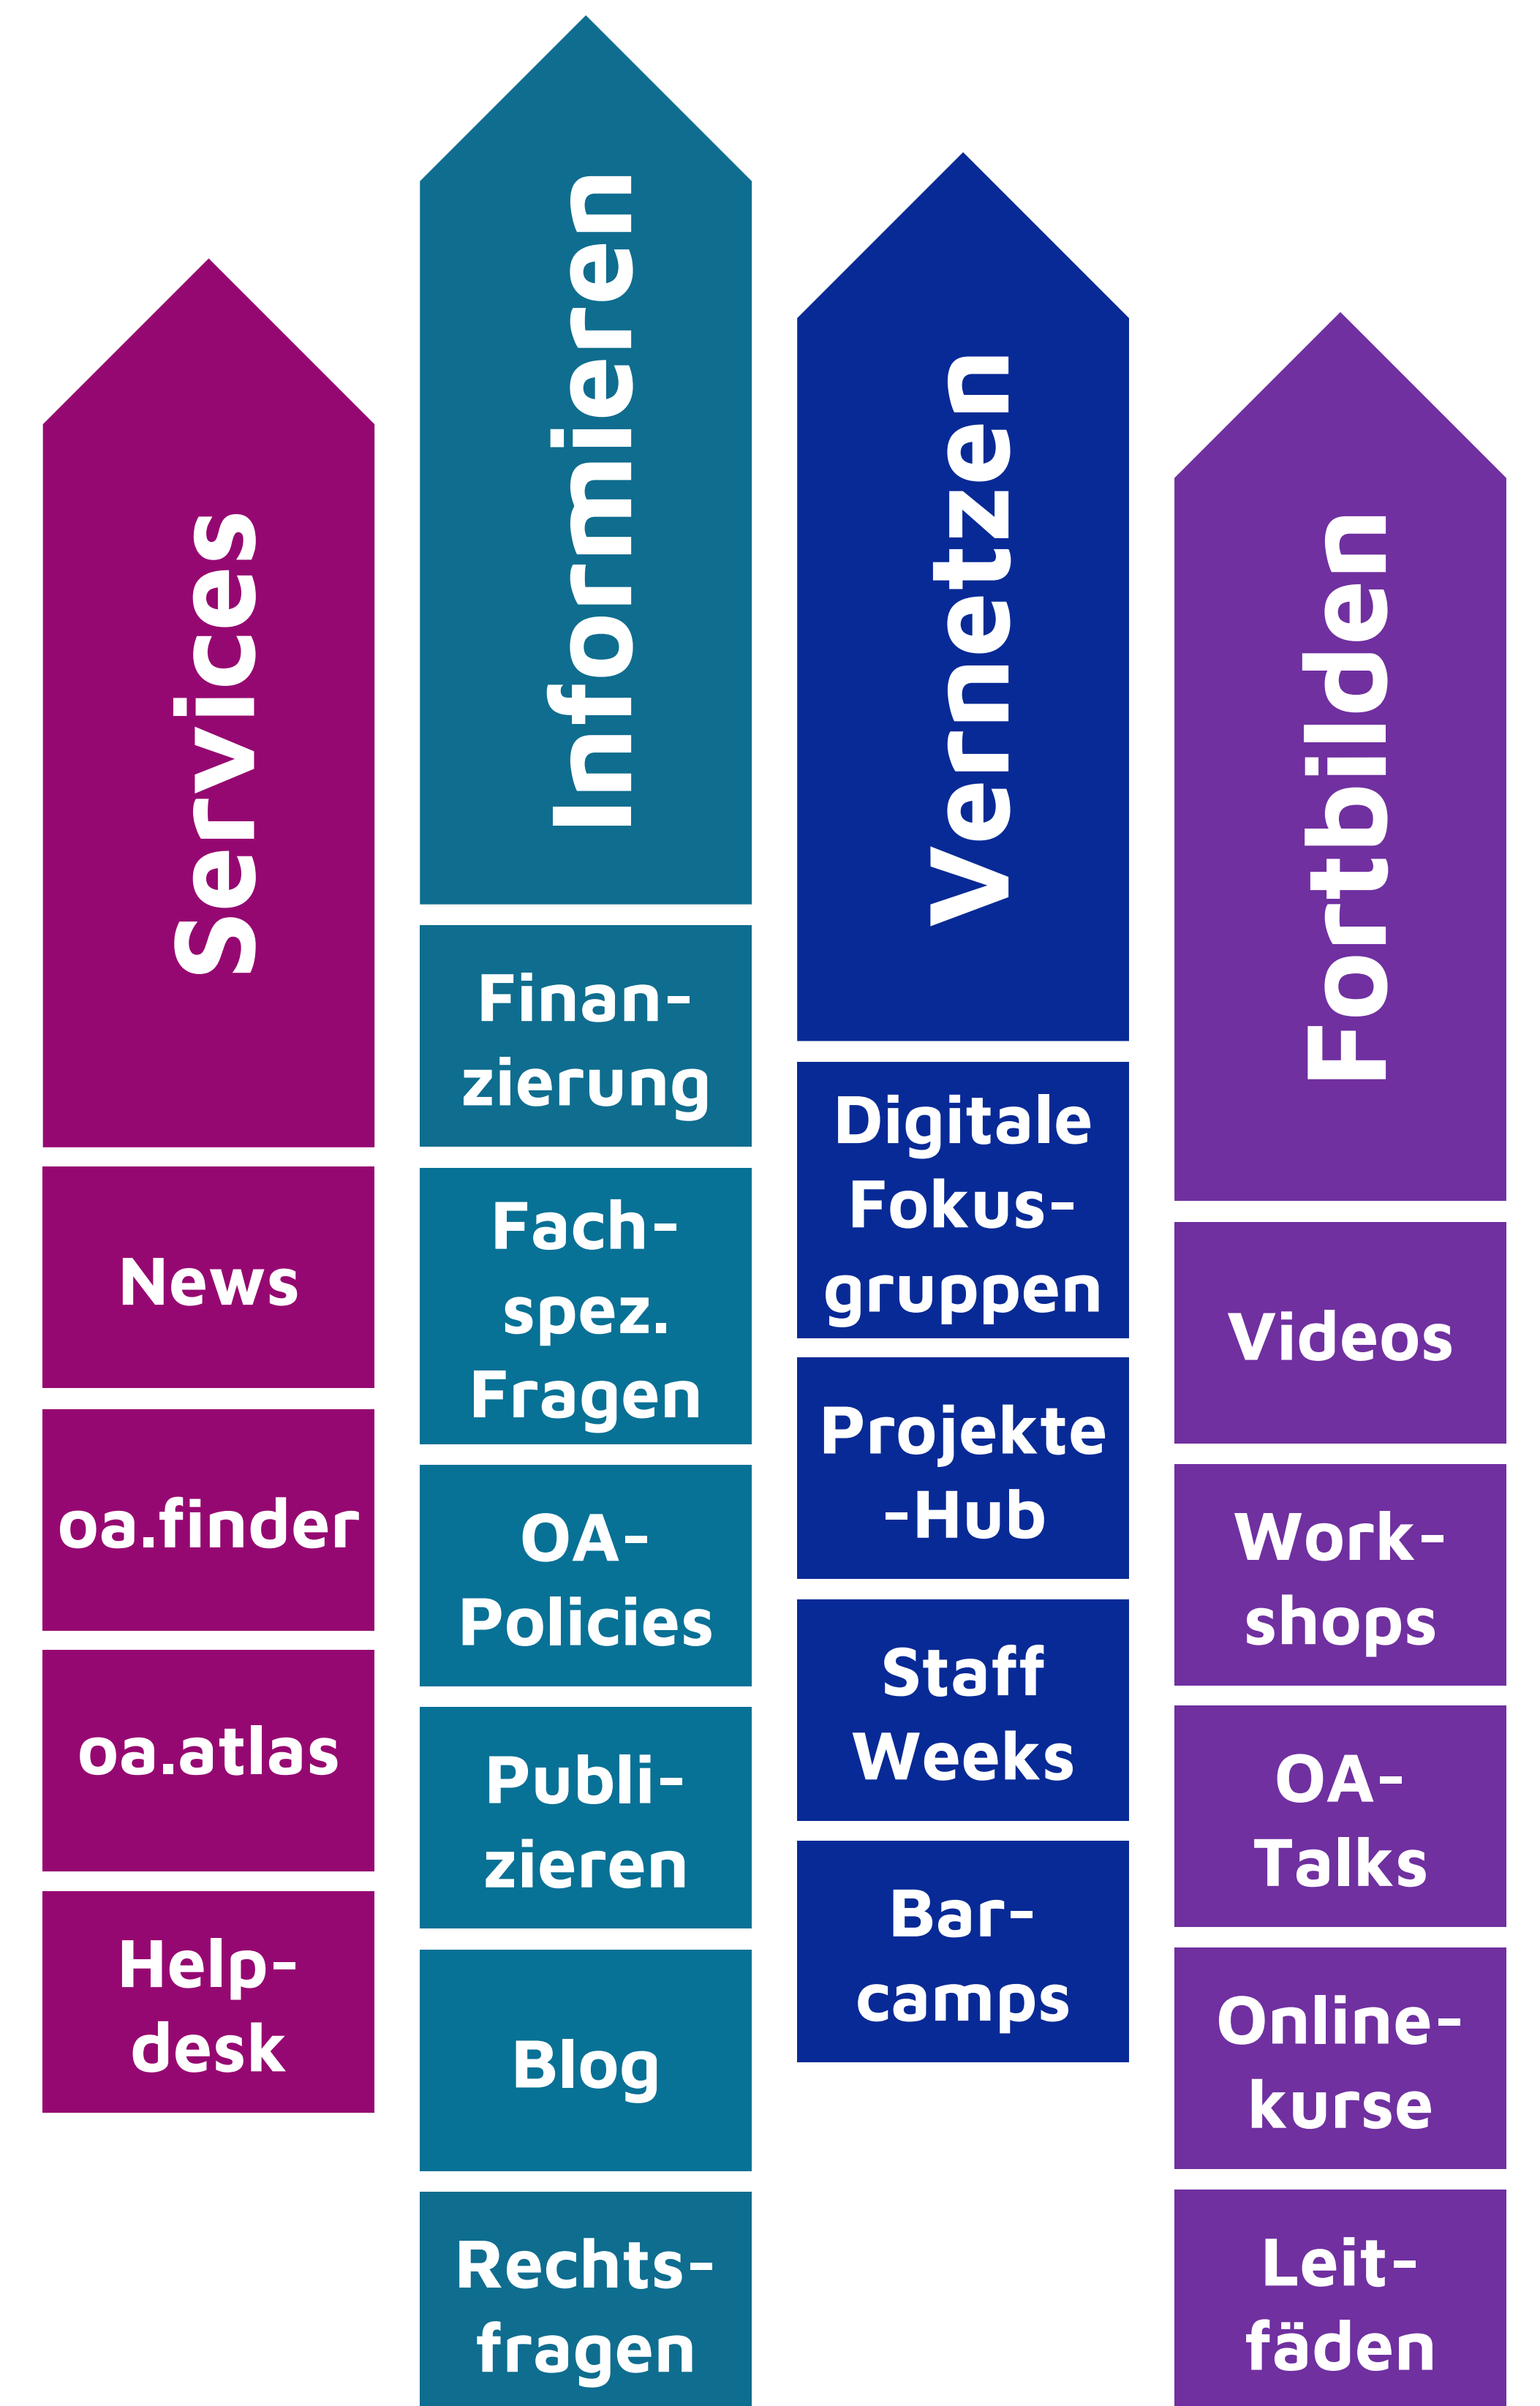 Services
News
oa.finder
oa.atlas
Help-
desk
Informieren
Finan-
zierung
Fach-
spez.
Fragen
OA-
Policies
Publi-
zieren
Blog
Rechts-
fragen
Vernetzen
Digitale
Fokus-
gruppen
Projekte
-Hub
Staff
Weeks
Bar-
camps
Fortbilden
Videos
Work-
shops
OA-
Talks
Online-
kurse
Leit-
fäden